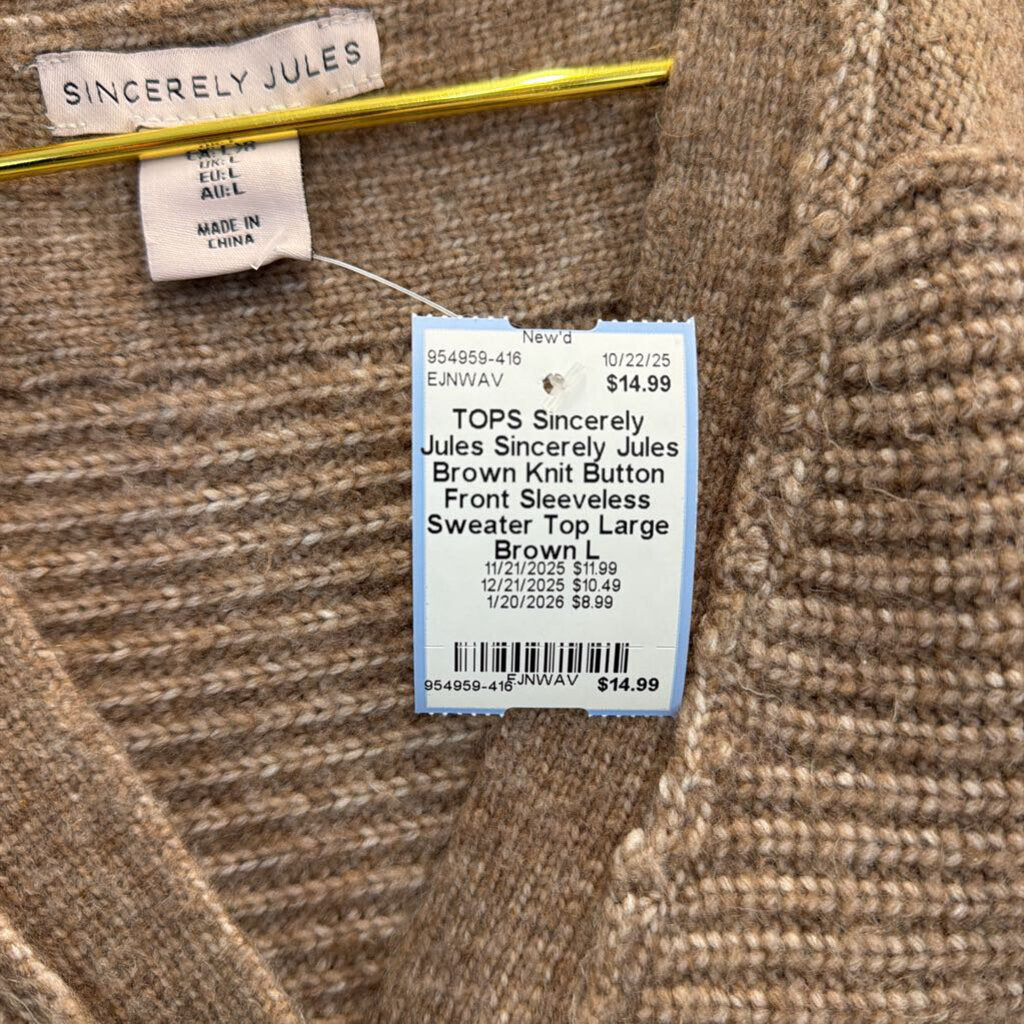 SINCERELY JULES
UK: L
EU: L
AU: L
MADE IN
CHINA
New'd
954959-416 10/22/25
EJNWAV $14.99
TOPS Sincerely
Jules Sincerely Jules
Brown Knit Button
Front Sleeveless
Sweater Top Large
Brown L
11/21/2025 $11.99
12/21/2025 $10.49
1/20/2026 $8.99
954959-416 EJNWAV $14.99